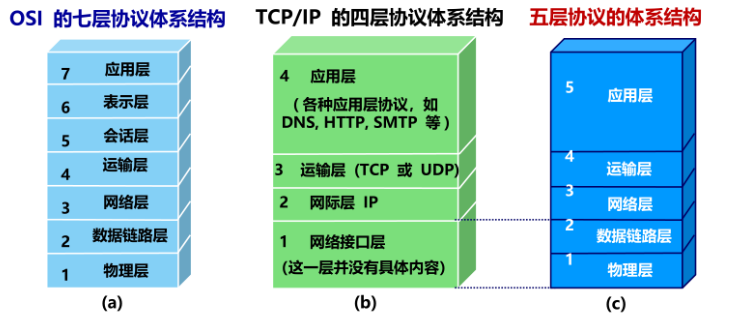 OSI 的七层协议体系结构
7 应用层
6 表示层
5 会话层
4 运输层
3 网络层
2 数据链路层
1 物理层
(a)
TCP/IP 的四层协议体系结构
4 应用层
(各种应用层协议，如
DNS, HTTP, SMTP 等)
3 运输层 (TCP 或 UDP)
2 网际层 IP
1 网络接口层
(这一层并没有具体内容)
(b)
五层协议的体系结构
5 应用层
4 运输层
3 网络层
2 数据链路层
1 物理层
(c)